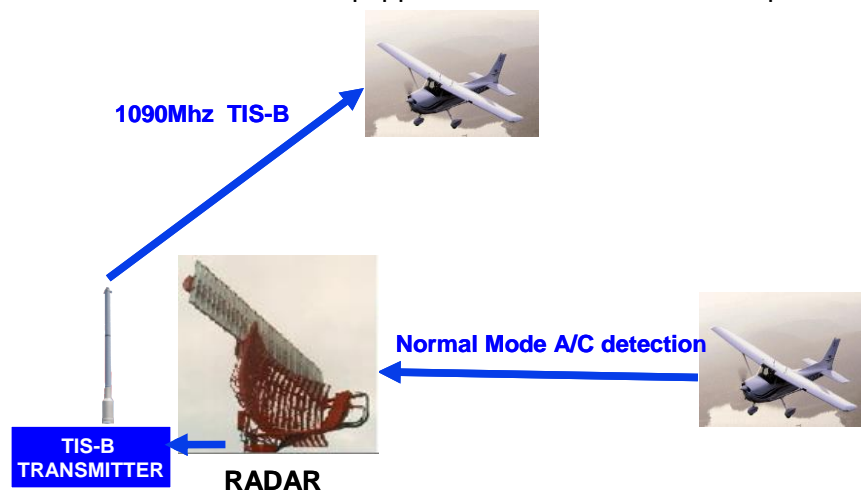 1090Mhz TIS-B
Normal Mode A/C detection
TIS-B
TRANSMITTER
RADAR